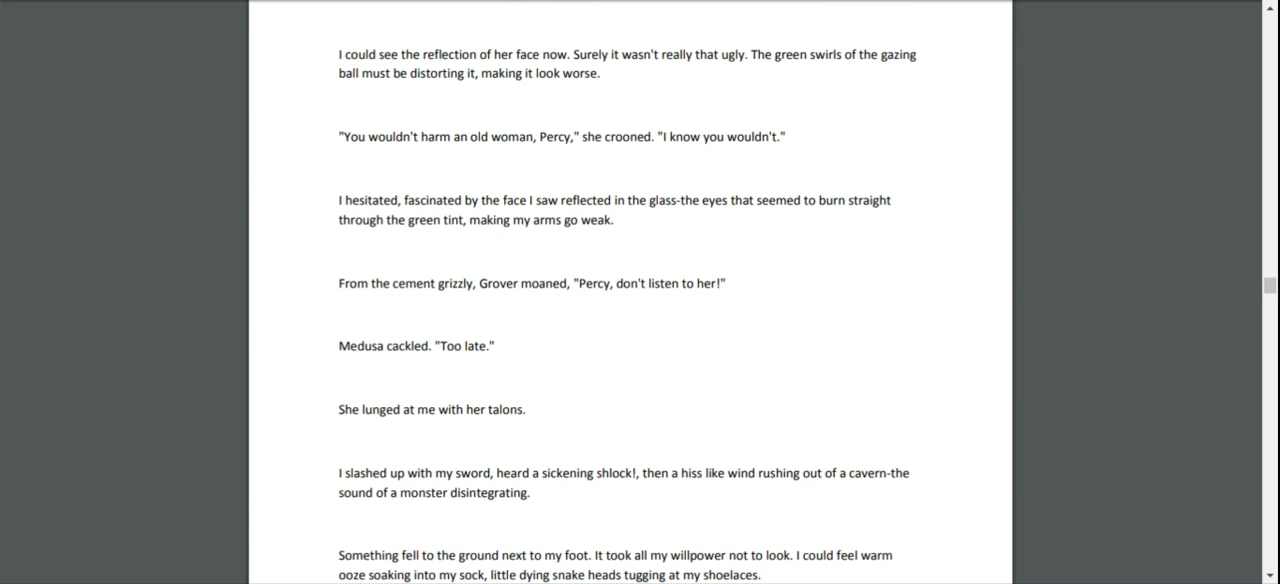 I could see the reflection of her face now. Surely it wasn't really that ugly. The green swirls of the gazing
ball must be distorting it, making it look worse.
"You wouldn't harm an old woman, Percy," she crooned. "I know you wouldn't."
I hesitated, fascinated by the face I saw reflected in the glass-the eyes that seemed to burn straight
through the green tint, making my arms go weak.
From the cement grizzly, Grover moaned, "Percy, don't listen to her!"
Medusa cackled. "Too late."
She lunged at me with her talons.
I slashed up with my sword, heard a sickening shlock!, then a hiss like wind rushing out of a cavern-the
sound of a monster disintegrating.
Something fell to the ground next to my foot. It took all my willpower not to look. I could feel warm
ooze soaking into my sock, little dying snake heads tugging at my shoelaces.